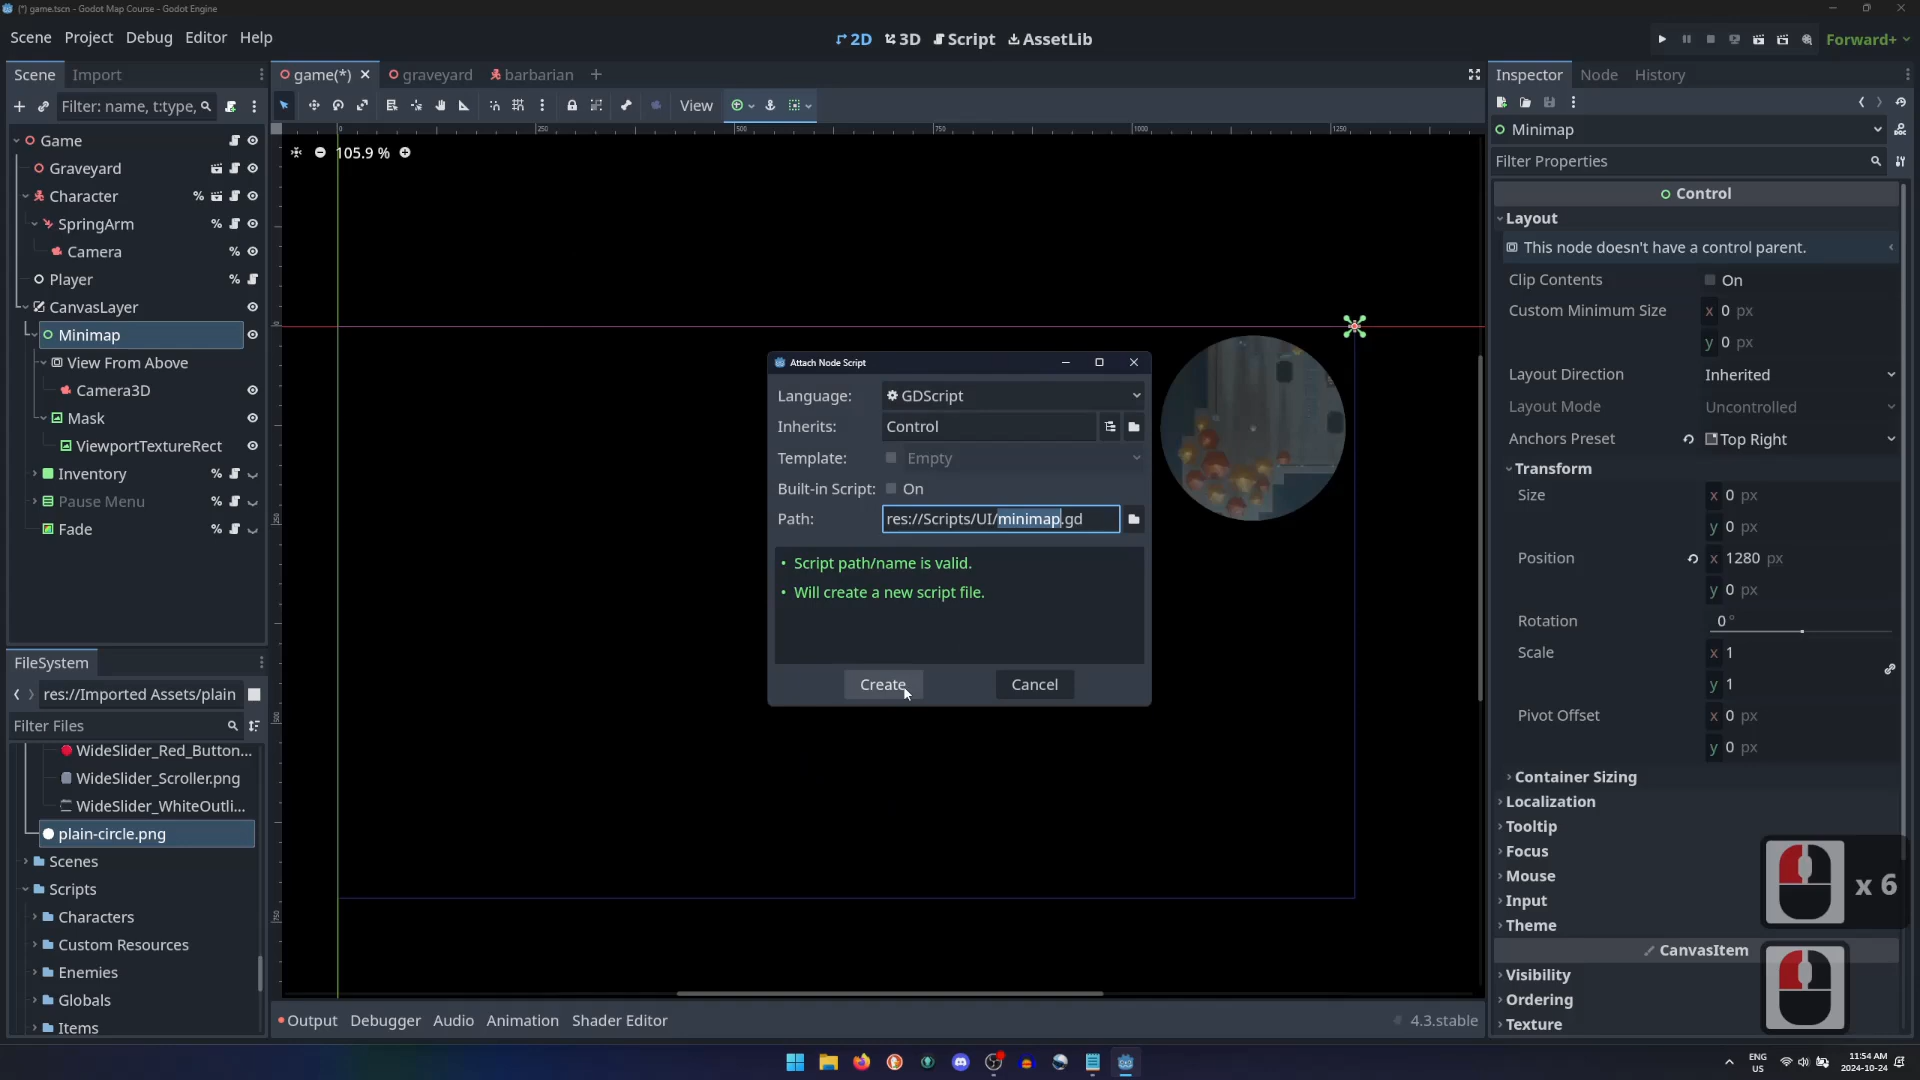 (*) game.tscn - Godot Map Course - Godot Engine
Scene Project Debug Editor Help
2D 3D Script AssetLib
Forward+
Scene Import
game(*) graveyard barbarian
Inspector Node History
Filter: name, t:type,
View
Minimap
Filter Properties
Game
Graveyard
Character
SpringArm
Camera
Player
CanvasLayer
Minimap
View From Above
Camera3D
Mask
ViewportTextureRect
Inventory
Pause Menu
Fade
0 250 500 750 1000 1250
105.9 %
Attach Node Script
Language: GDScript
Inherits: Control
Template: Empty
Built-in Script: On
Path: res://Scripts/UI/minimap.gd
• Script path/name is valid.
• Will create a new script file.
Create Cancel
Control
Layout
This node doesn't have a control parent.
Clip Contents On
Custom Minimum Size x 0 px
y 0 px
Layout Direction Inherited
Layout Mode Uncontrolled
Anchors Preset Top Right
Transform
Size x 0 px
y 0 px
Position x 1280 px
y 0 px
Rotation 0 °
Scale x 1
y 1
Pivot Offset x 0 px
y 0 px
Container Sizing
Localization
Tooltip
Focus
Mouse
Input
Theme
CanvasItem
Visibility
Ordering
Texture
x 6
FileSystem
res://Imported Assets/plain
Filter Files
WideSlider_Red_Button...
WideSlider_Scroller.png
WideSlider_WhiteOutli...
plain-circle.png
Scenes
Scripts
Characters
Custom Resources
Enemies
Globals
Items
Output Debugger Audio Animation Shader Editor
4.3.stable
ENG
US
11:54 AM
2024-10-24